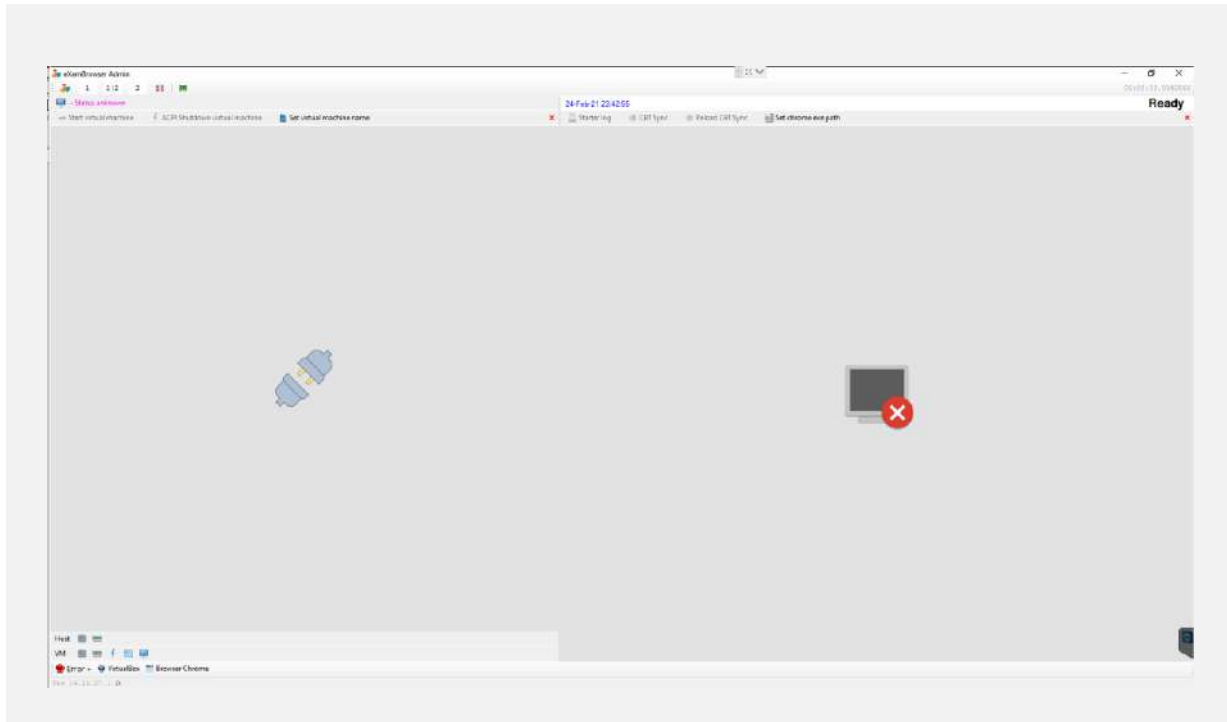 eXamBrowser Admin
1 1|2 2
- Status unknown
24-Feb-21 23:42:55
Ready
Start virtual machine ACPI Shutdown virtual machine Set virtual machine name
Starter log CRT Sync Reload CRT Sync Set chrome exe path
Host
VM
Error VirtualBox Browser Chrome